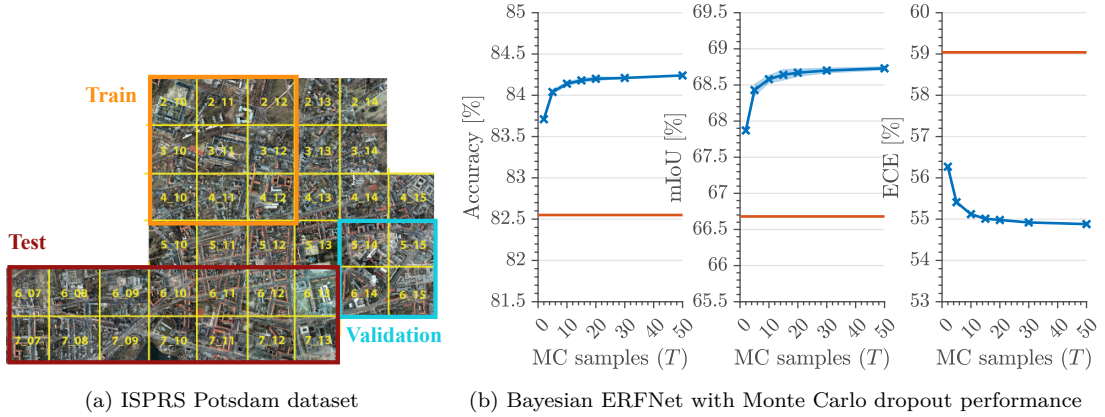 Train
2_10 2_11 2_12 2_13 2_14
3_10 3_11 3_12 3_13 3_14
4_10 4_11 4_12 4_13 4_14 4_15
Test
5_10 5_11 5_12 5_13 5_14 5_15
6_07 6_08 6_09 6_10 6_11 6_12 6_13 6_14 6_15
7_07 7_08 7_09 7_10 7_11 7_12 7_13
Validation
(a) ISPRS Potsdam dataset
Accuracy [%]
85
84.5
84
83.5
83
82.5
82
81.5
0 10 20 30 40 50
MC samples (T)
mIoU [%]
69.5
69
68.5
68
67.5
67
66.5
66
65.5
0 10 20 30 40 50
MC samples (T)
ECE [%]
60
59
58
57
56
55
54
53
0 10 20 30 40 50
MC samples (T)
(b) Bayesian ERFNet with Monte Carlo dropout performance